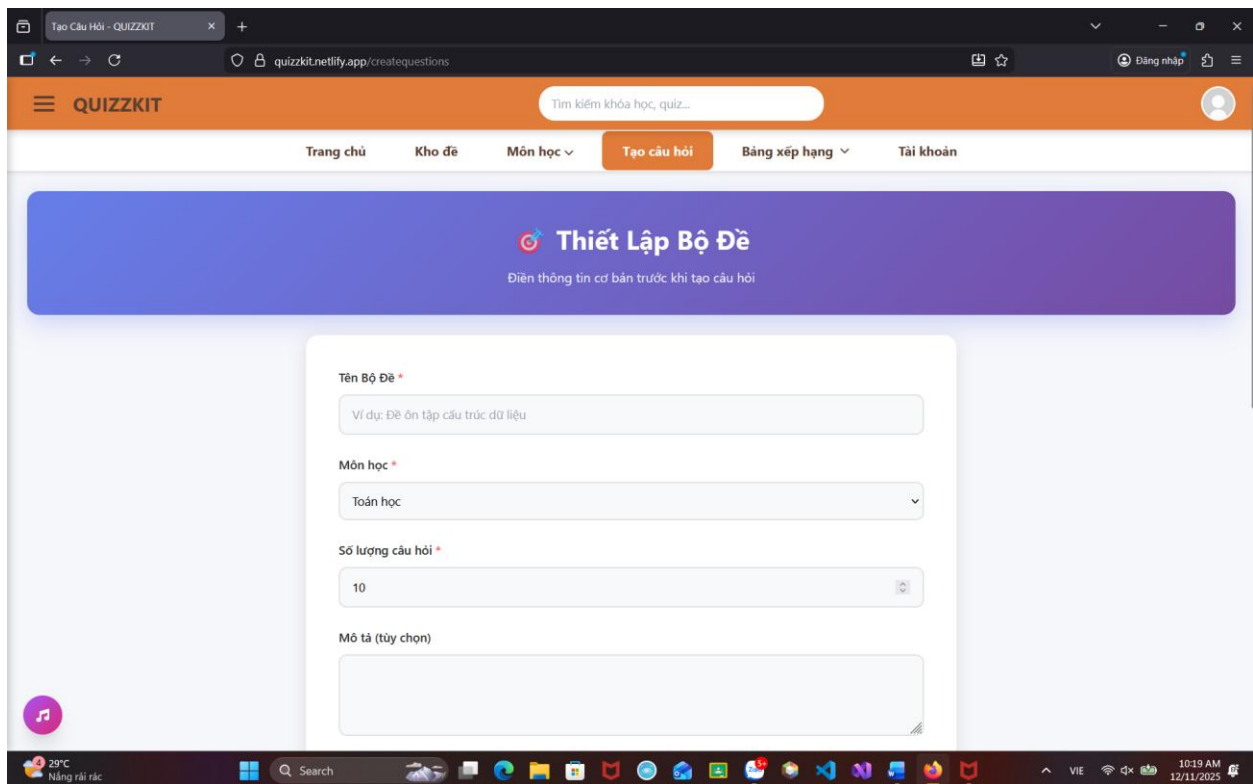 Tạo Câu Hỏi - QUIZZKIT
quizzkit.netlify.app/createquestions
Đăng nhập
QUIZZKIT
Tìm kiếm khóa học, quiz...
Trang chủ Kho đề Môn học Tạo câu hỏi Bảng xếp hạng Tài khoản
Thiết Lập Bộ Đề
Điền thông tin cơ bản trước khi tạo câu hỏi
Tên Bộ Đề *
Ví dụ: Đề ôn tập cấu trúc dữ liệu
Môn học *
Toán học
Số lượng câu hỏi *
10
Mô tả (tùy chọn)
4
29°C
Nắng rải rác
Search
5+
VIE
10:19 AM
12/11/2025